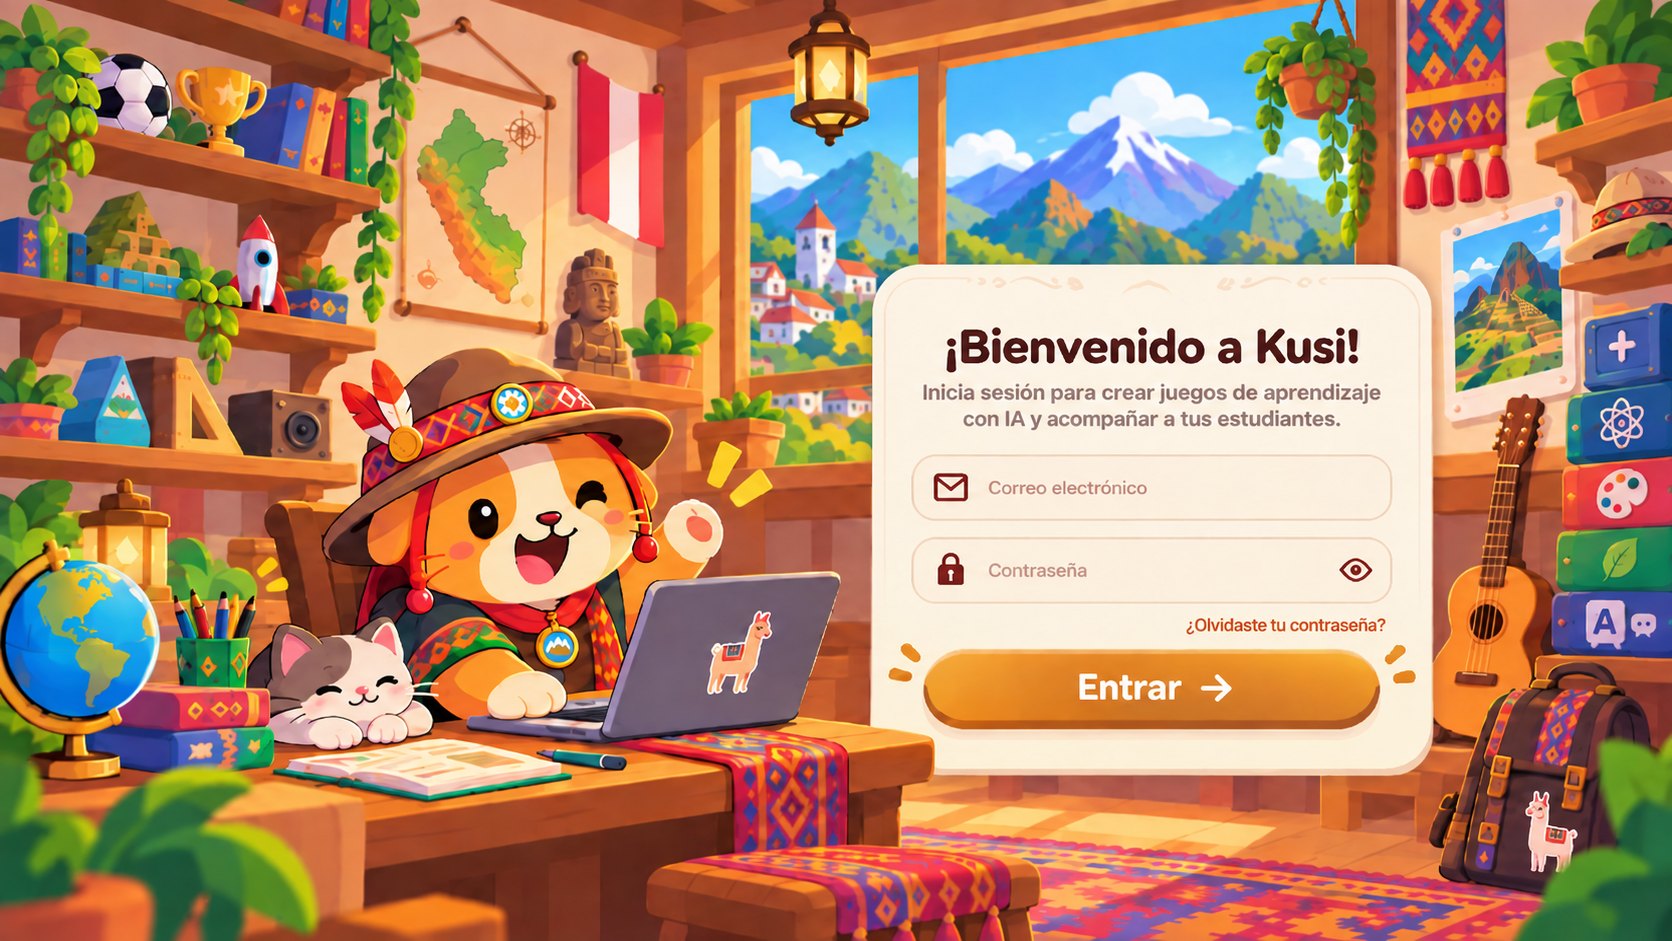 ¡Bienvenido a Kusi!
Inicia sesión para crear juegos de aprendizaje
con IA y acompañar a tus estudiantes.
Correo electrónico
Contraseña
¿Olvidaste tu contraseña?
Entrar →
A